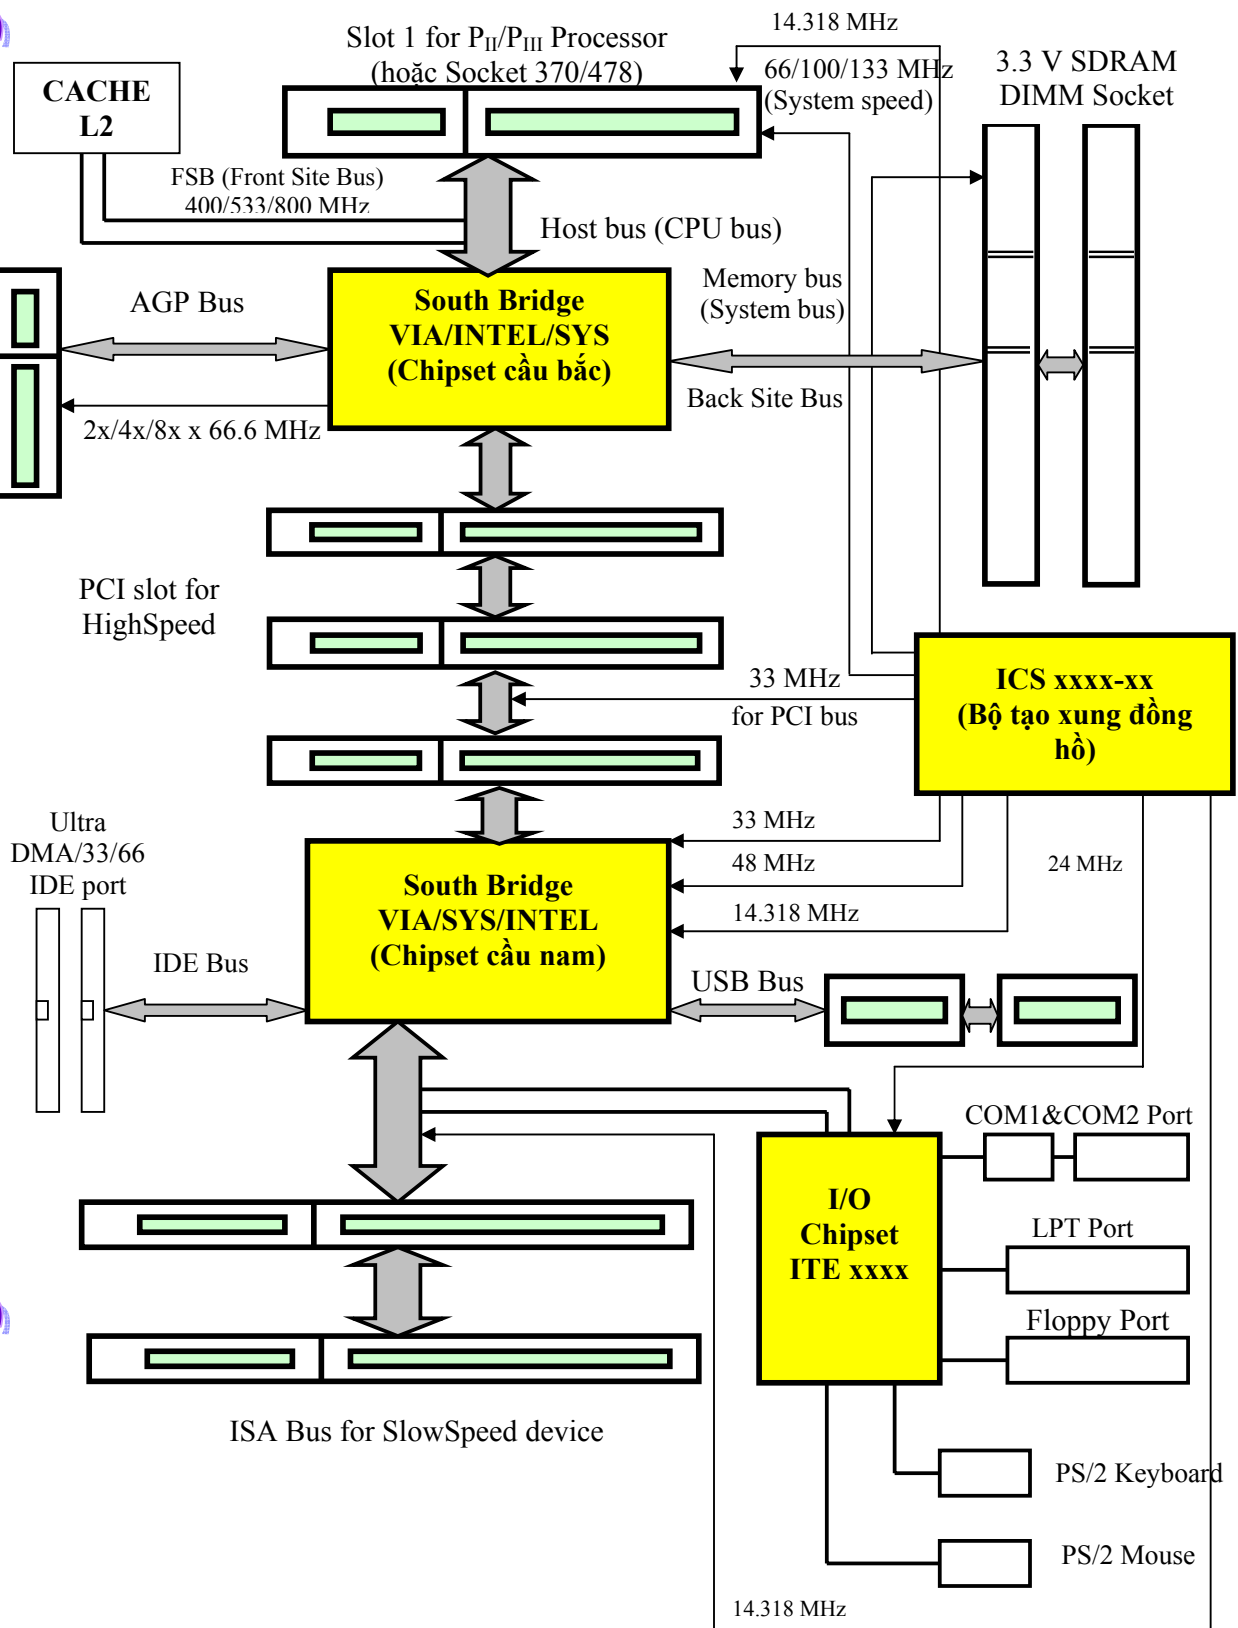 14.318 MHz
Slot 1 for PII/PIII Processor
(hoặc Socket 370/478)
66/100/133 MHz
(System speed)
3.3 V SDRAM
DIMM Socket
CACHE
L2
FSB (Front Site Bus)
400/533/800 MHz
Host bus (CPU bus)
AGP Bus
South Bridge
VIA/INTEL/SYS
(Chipset cầu bắc)
Memory bus
(System bus)
Back Site Bus
2x/4x/8x x 66.6 MHz
PCI slot for
HighSpeed
33 MHz
for PCI bus
ICS xxxx-xx
(Bộ tạo xung đồng
hồ)
Ultra
DMA/33/66
IDE port
33 MHz
48 MHz
14.318 MHz
24 MHz
South Bridge
VIA/SYS/INTEL
(Chipset cầu nam)
IDE Bus
USB Bus
COM1&COM2 Port
I/O
Chipset
ITE xxxx
LPT Port
Floppy Port
ISA Bus for SlowSpeed device
PS/2 Keyboard
PS/2 Mouse
14.318 MHz